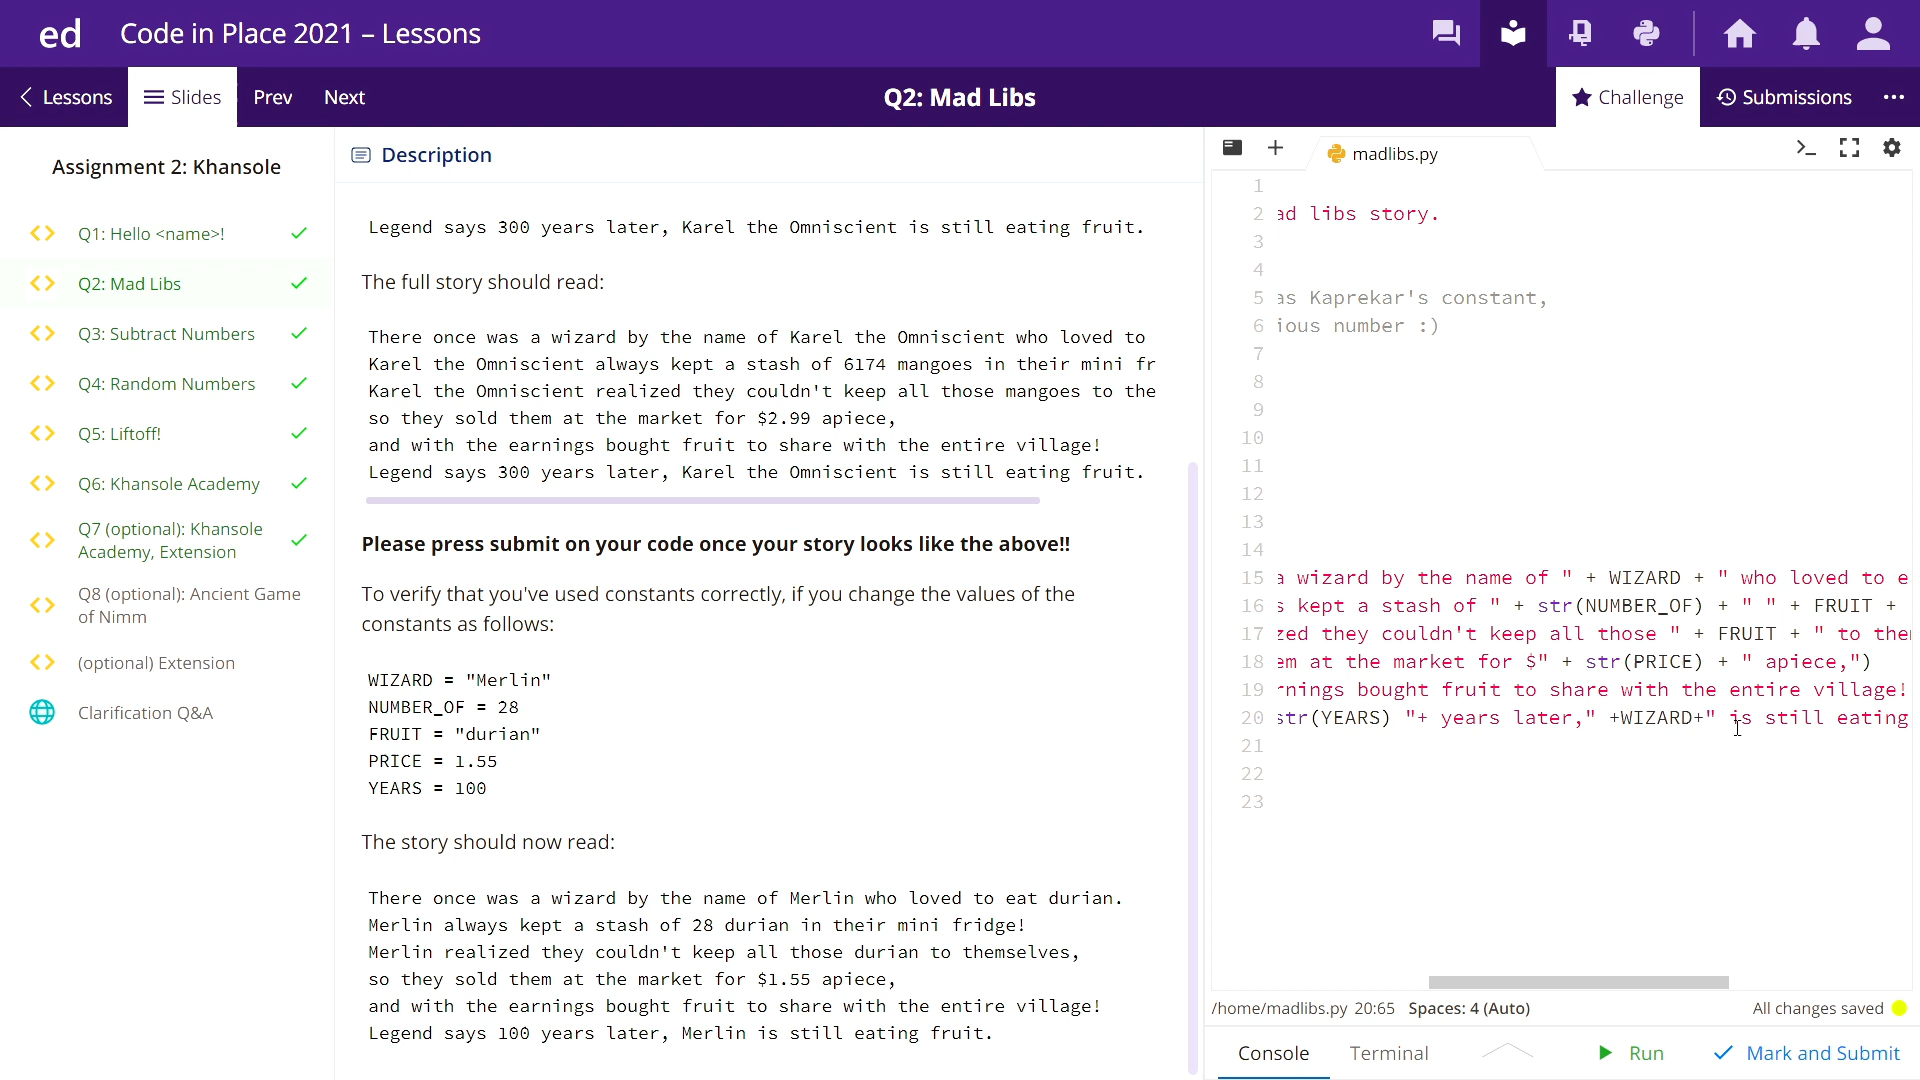 ed Code in Place 2021 – Lessons
Lessons Slides Prev Next Q2: Mad Libs Challenge Submissions
Assignment 2: Khansole
Q1: Hello <name>!
Q2: Mad Libs
Q3: Subtract Numbers
Q4: Random Numbers
Q5: Liftoff!
Q6: Khansole Academy
Q7 (optional): Khansole
Academy, Extension
Q8 (optional): Ancient Game
of Nimm
(optional) Extension
Clarification Q&A
Description
Legend says 300 years later, Karel the Omniscient is still eating fruit.
The full story should read:
There once was a wizard by the name of Karel the Omniscient who loved to
Karel the Omniscient always kept a stash of 6174 mangoes in their mini fr
Karel the Omniscient realized they couldn't keep all those mangoes to the
so they sold them at the market for $2.99 apiece,
and with the earnings bought fruit to share with the entire village!
Legend says 300 years later, Karel the Omniscient is still eating fruit.
Please press submit on your code once your story looks like the above!!
To verify that you've used constants correctly, if you change the values of the
constants as follows:
WIZARD = "Merlin"
NUMBER_OF = 28
FRUIT = "durian"
PRICE = 1.55
YEARS = 100
The story should now read:
There once was a wizard by the name of Merlin who loved to eat durian.
Merlin always kept a stash of 28 durian in their mini fridge!
Merlin realized they couldn't keep all those durian to themselves,
so they sold them at the market for $1.55 apiece,
and with the earnings bought fruit to share with the entire village!
Legend says 100 years later, Merlin is still eating fruit.
madlibs.py
1
2 ad libs story.
3
4
5 as Kaprekar's constant,
6 ious number :)
7
8
9
10
11
12
13
14
15 a wizard by the name of " + WIZARD + " who loved to e
16 s kept a stash of " + str(NUMBER_OF) + " " + FRUIT +
17 zed they couldn't keep all those " + FRUIT + " to the
18 em at the market for $" + str(PRICE) + " apiece,")
19 rnings bought fruit to share with the entire village!
20 str(YEARS) "+ years later," +WIZARD+" is still eating
21
22
23
/home/madlibs.py 20:65 Spaces: 4 (Auto) All changes saved
Console Terminal Run Mark and Submit